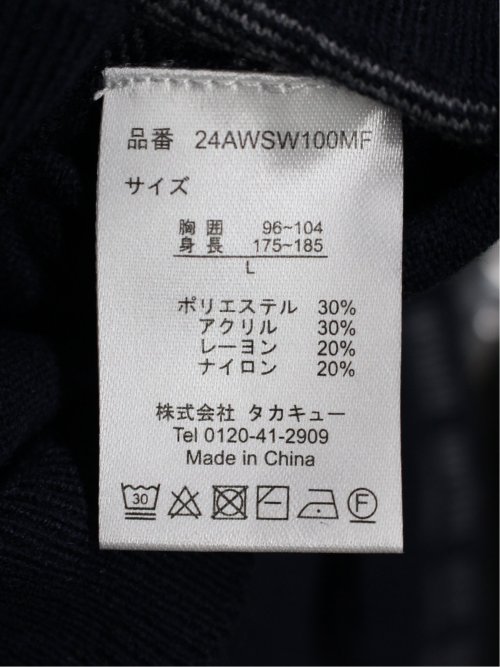 品番 24AWSW100MF
サイズ
胸囲 96~104
身長 175~185
L
ポリエステル 30%
アクリル 30%
レーヨン 20%
ナイロン 20%
株式会社 タカキュー
Tel 0120-41-2909
Made in China
30 F